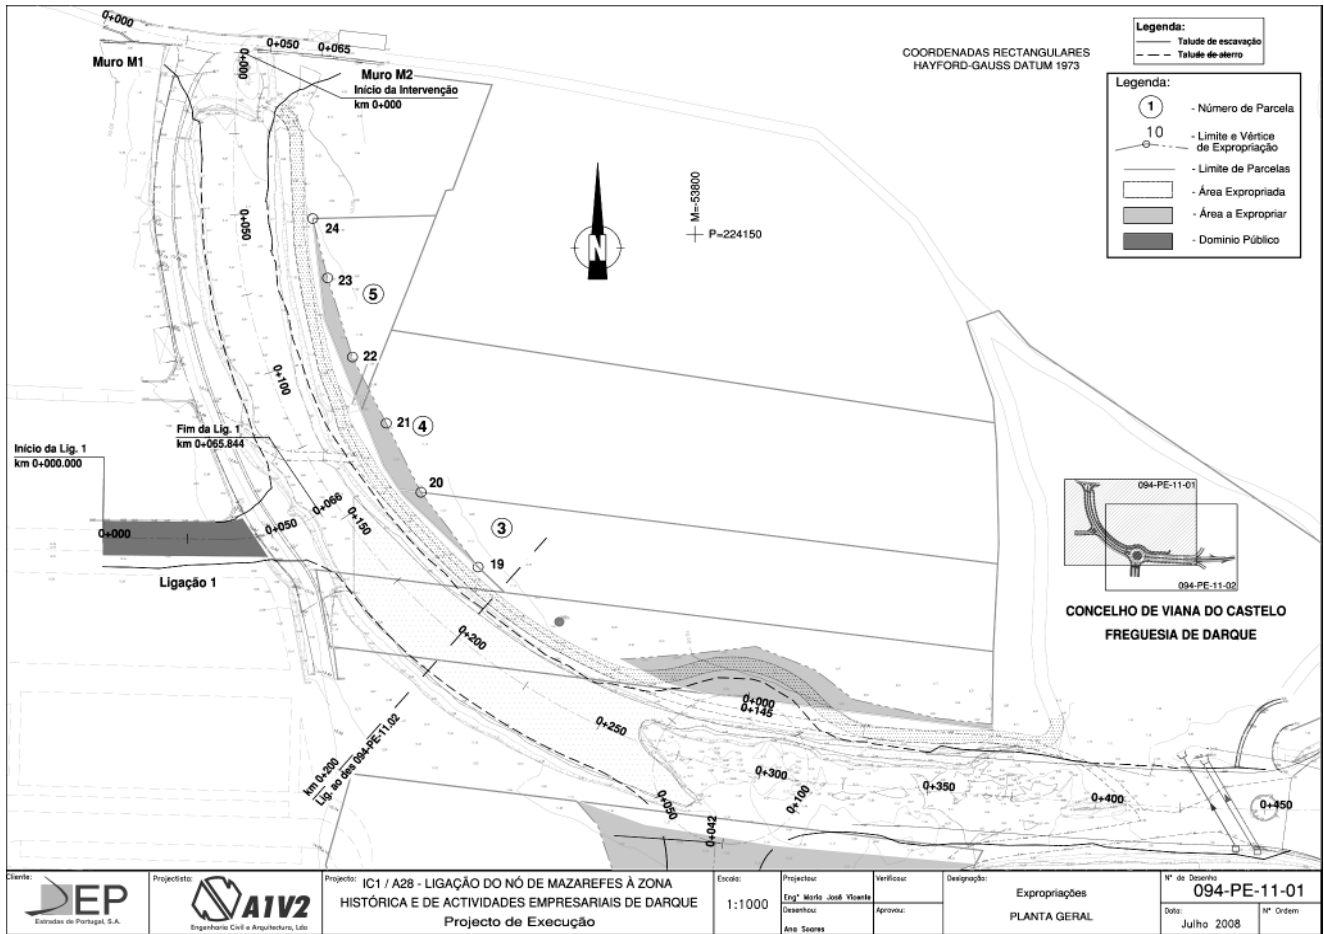 0+000
0+050
0+065
Muro M1
0+000
Muro M2
Início da Intervenção
km 0+000
COORDENADAS RECTANGULARES
HAYFORD-GAUSS DATUM 1973
Legenda:
Talude de escavação
Talude de aterro
Legenda:
1
- Número de Parcela
10
- Limite e Vértice
de Expropriação
- Limite de Parcelas
- Área Expropriada
- Área a Expropriar
- Dominio Público
M=-53800
P=224150
N
0+050
24
23
5
22
0+100
21
4
Fim da Lig. 1
km 0+065.844
Início da Lig. 1
km 0+000.000
20
0+066
0+150
0+050
0+000
3
19
Ligação 1
094-PE-11-01
094-PE-11-02
CONCELHO DE VIANA DO CASTELO
FREGUESIA DE DARQUE
0+200
km 0+200
Lig. ao des 094-PE-11.02
0+250
0+000
0+145
0+300
0+350
0+400
0+450
0+050
0+100
0+042
Cliente:
EP
Estradas de Portugal, S.A.
Projectista:
A1V2
Engenharia Civil e Arquitectura, Lda
Projecto:
IC1 / A28 - LIGAÇÃO DO NÓ DE MAZAREFES À ZONA
HISTÓRICA E DE ACTIVIDADES EMPRESARIAIS DE DARQUE
Projecto de Execução
Escala:
1:1000
Projectou:
Engª Maria José Vicente
Desenhou:
Ana Soares
Verificou:
Aprovou:
Designação:
Expropriações
PLANTA GERAL
Nº de Desenho
094-PE-11-01
Data:
Julho 2008
Nº Ordem